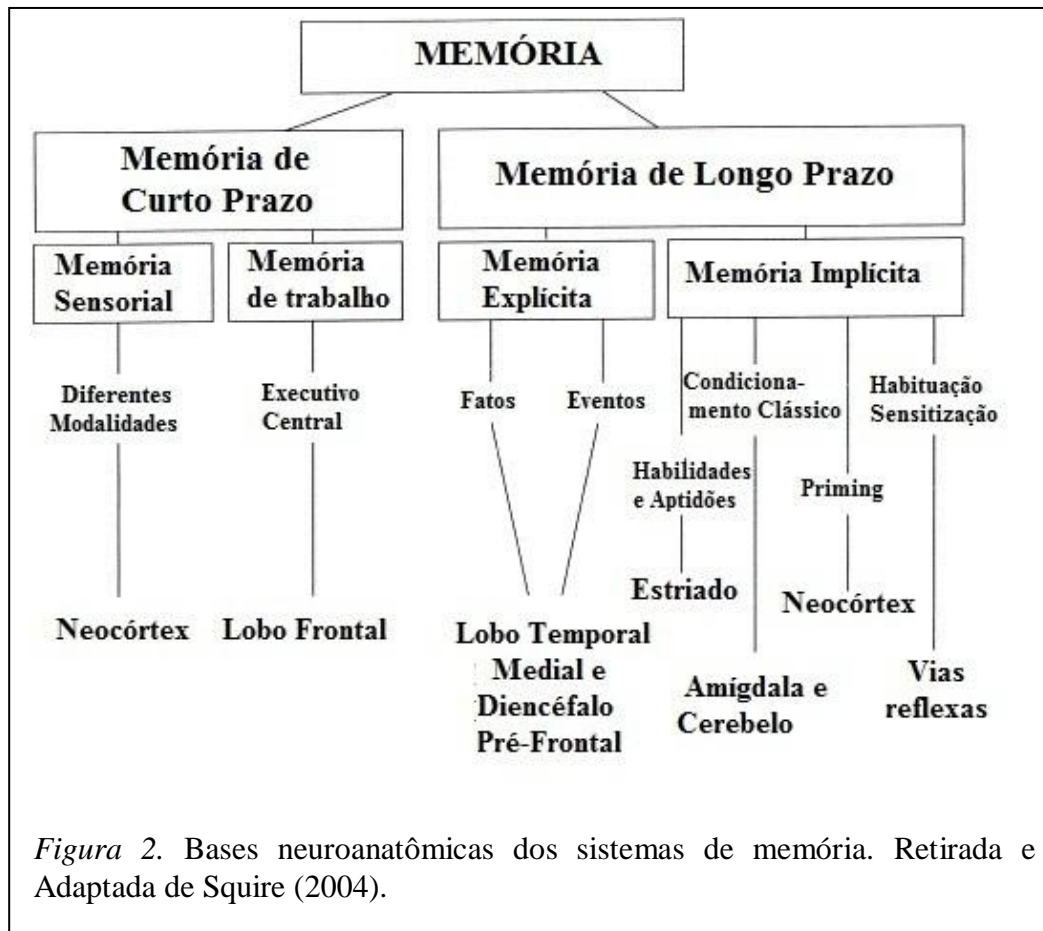 MEMÓRIA
Memória de
Curto Prazo
Memória de Longo Prazo
Memória
Sensorial
Memória
de trabalho
Memória
Explícita
Memória Implícita
Diferentes
Modalidades
Executivo
Central
Fatos
Eventos
Condiciona-
mento Clássico
Habituação
Sensitização
Habilidades
e Aptidões
Priming
Estriado
Neocórtex
Neocórtex
Lobo Frontal
Lobo Temporal
Medial e
Diencéfalo
Pré-Frontal
Amígdala e
Cerebelo
Vias
reflexas
Figura 2. Bases neuroanatômicas dos sistemas de memória. Retirada e
Adaptada de Squire (2004).